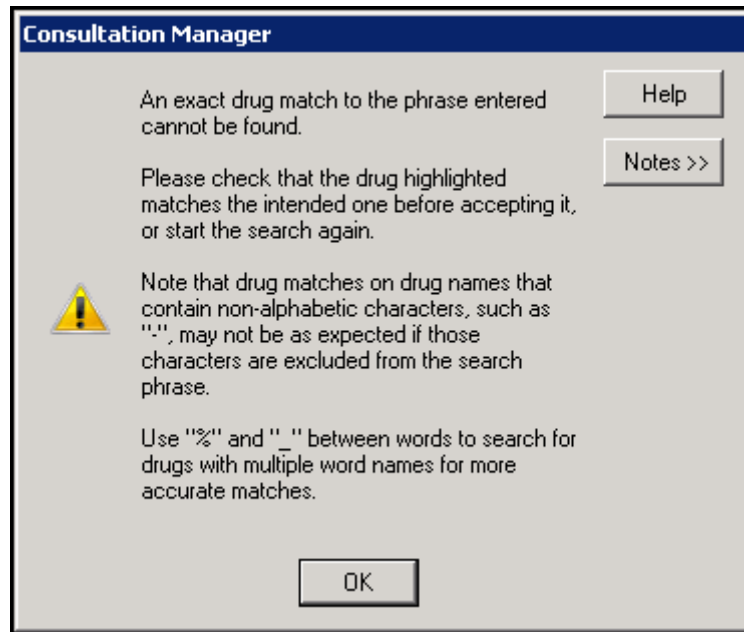 Consultation Manager
An exact drug match to the phrase entered
cannot be found.
Help
Notes >>
Please check that the drug highlighted
matches the intended one before accepting it,
or start the search again.
Note that drug matches on drug names that
contain non-alphabetic characters, such as
"-", may not be as expected if those
characters are excluded from the search
phrase.
Use "%" and "_" between words to search for
drugs with multiple word names for more
accurate matches.
OK